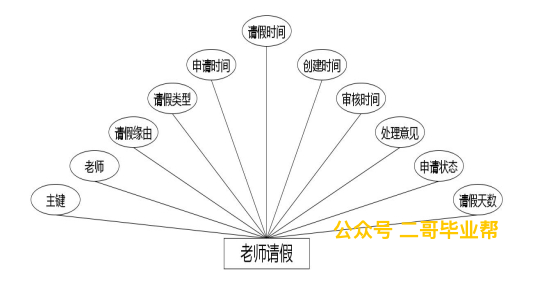 请假时间
申请时间
创建时间
请假类型
审核时间
请假缘由
处理意见
老师
申请状态
主键
请假天数
公众号 二哥毕业帮
老师请假